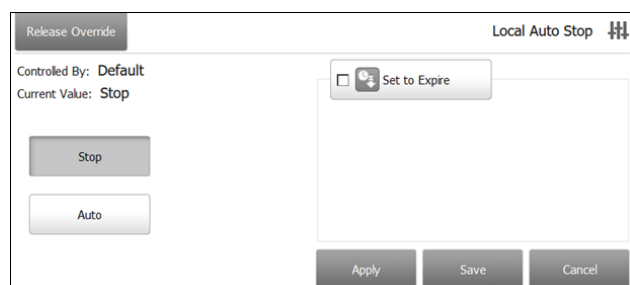 Release Override
Local Auto Stop
Controlled By: Default
Current Value: Stop
Set to Expire
Stop
Auto
Apply
Save
Cancel